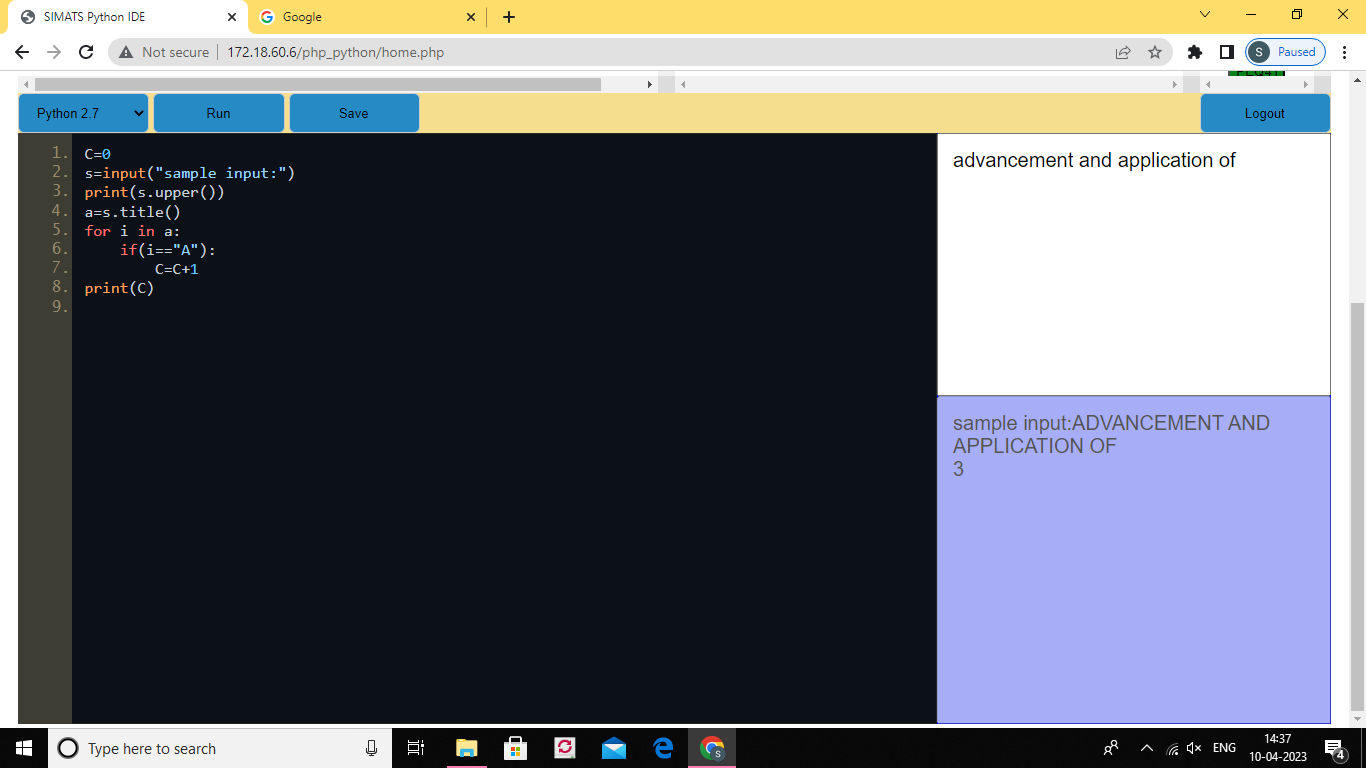 SIMATS Python IDE
Google
Not secure
172.18.60.6/php_python/home.php
S
Paused
Python 2.7
Run
Save
Logout
1. C=0
2. s=input("sample input:")
3. print(s.upper())
4. a=s.title()
5. for i in a:
6.     if(i=="A"):
7.         C=C+1
8. print(C)
9.
advancement and application of
sample input:ADVANCEMENT AND
APPLICATION OF
3
Type here to search
S
ENG
14:37
10-04-2023
4